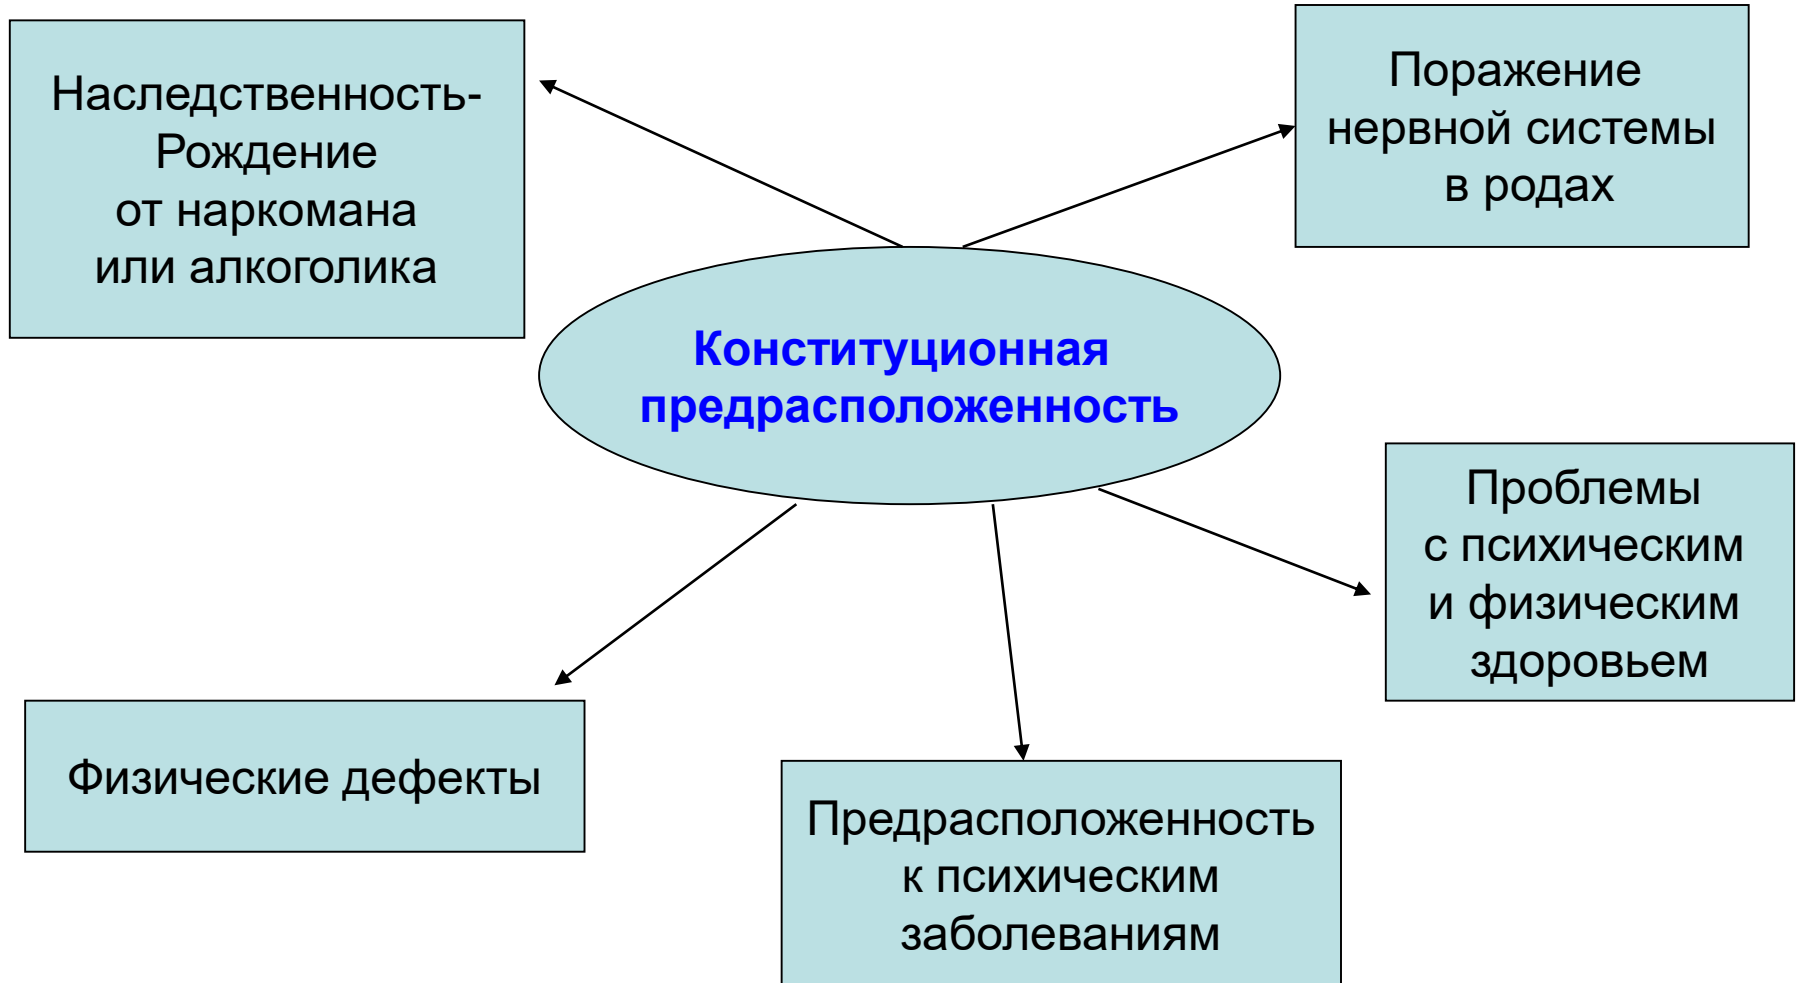 Наследственность-
Рождение
от наркомана
или алкоголика
Поражение
нервной системы
в родах
Конституционная
предрасположенность
Проблемы
с психическим
и физическим
здоровьем
Физические дефекты
Предрасположенность
к психическим
заболеваниям